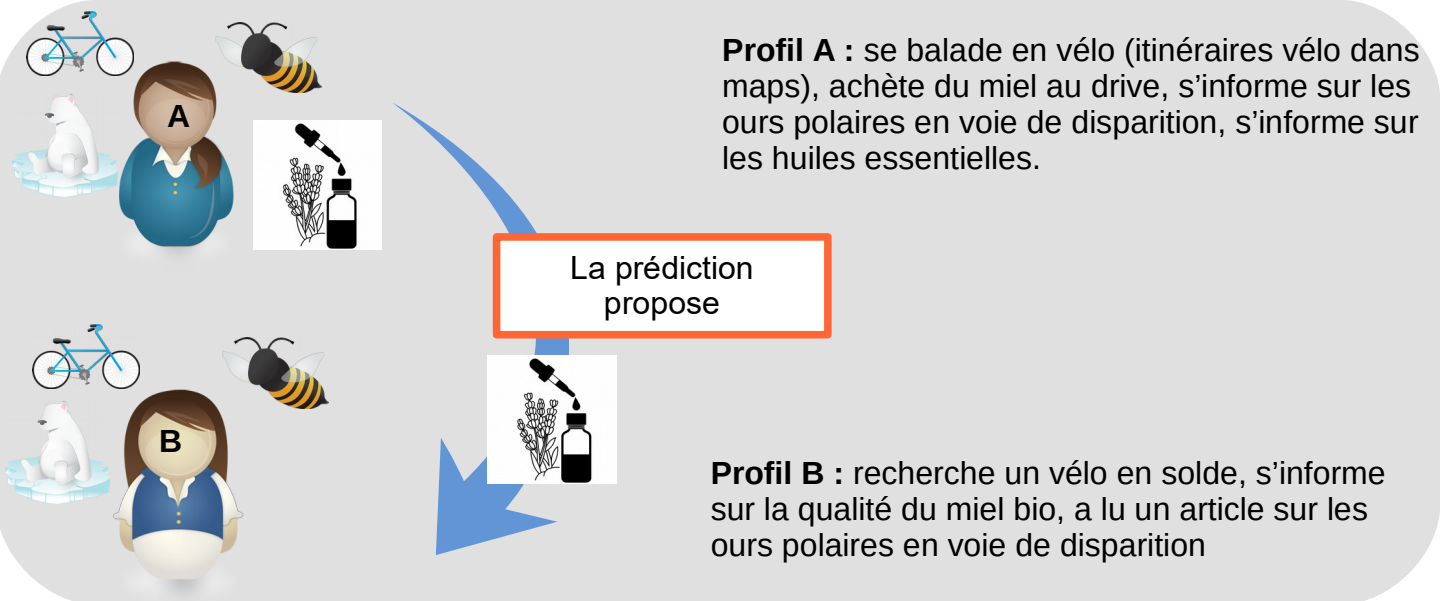 A
Profil A : se balade en vélo (itinéraires vélo dans
maps), achète du miel au drive, s’informe sur les
ours polaires en voie de disparition, s’informe sur
les huiles essentielles.
La prédiction
propose
B
Profil B : recherche un vélo en solde, s’informe
sur la qualité du miel bio, a lu un article sur les
ours polaires en voie de disparition